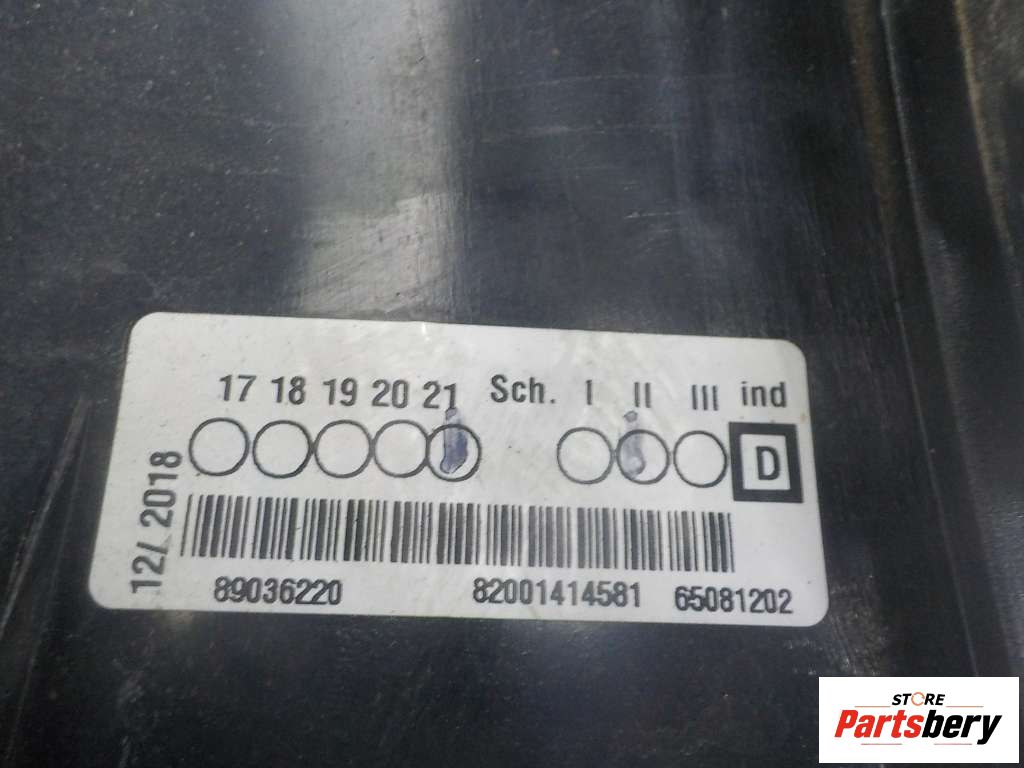 17 18 19 20 21 Sch. I II III ind
D
12/ 2018
89036220 82001414581 65081202
STORE
Partsbery